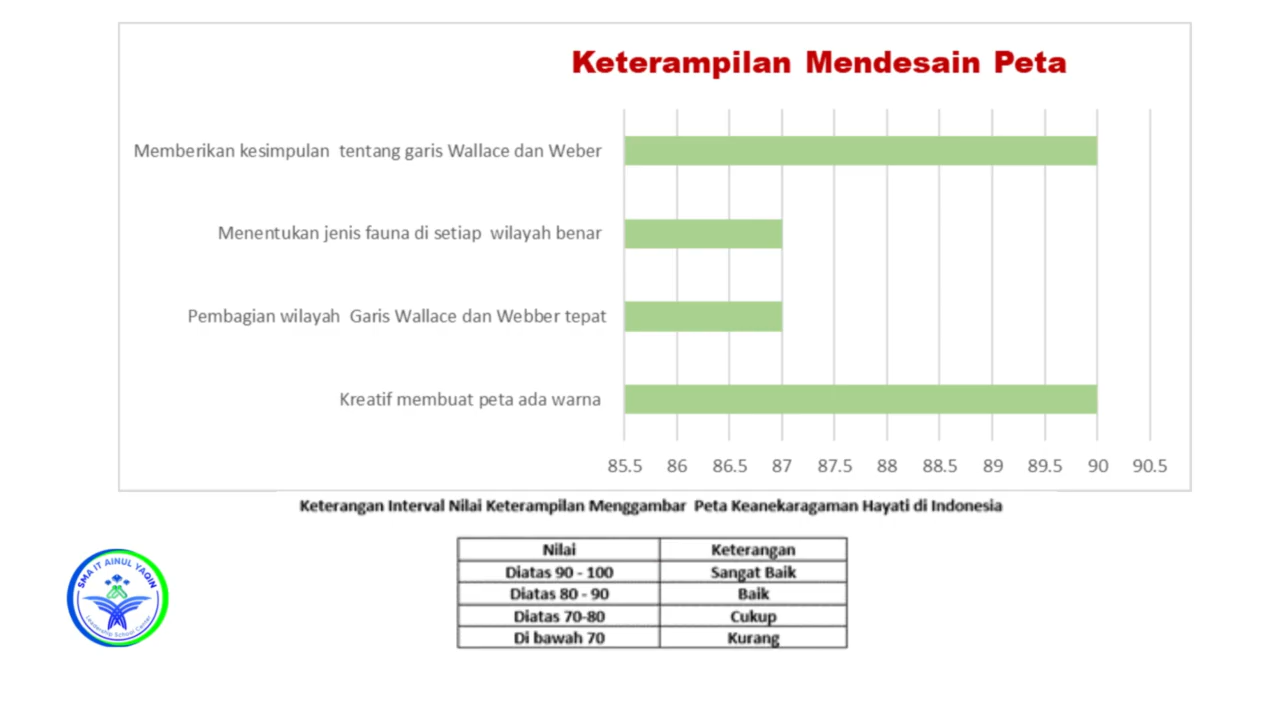 Keterampilan Mendesain Peta
Memberikan kesimpulan tentang garis Wallace dan Weber
Menentukan jenis fauna di setiap wilayah benar
Pembagian wilayah Garis Wallace dan Webber tepat
Kreatif membuat peta ada warna
85.5 86 86.5 87 87.5 88 88.5 89 89.5 90 90.5
Keterangan Interval Nilai Keterampilan Menggambar Peta Keanekaragaman Hayati di Indonesia
Nilai Keterangan
Diatas 90 - 100 Sangat Baik
Diatas 80 - 90 Baik
Diatas 70-80 Cukup
Di bawah 70 Kurang
SMA IT AINUL YAQIN
Leadership School Center